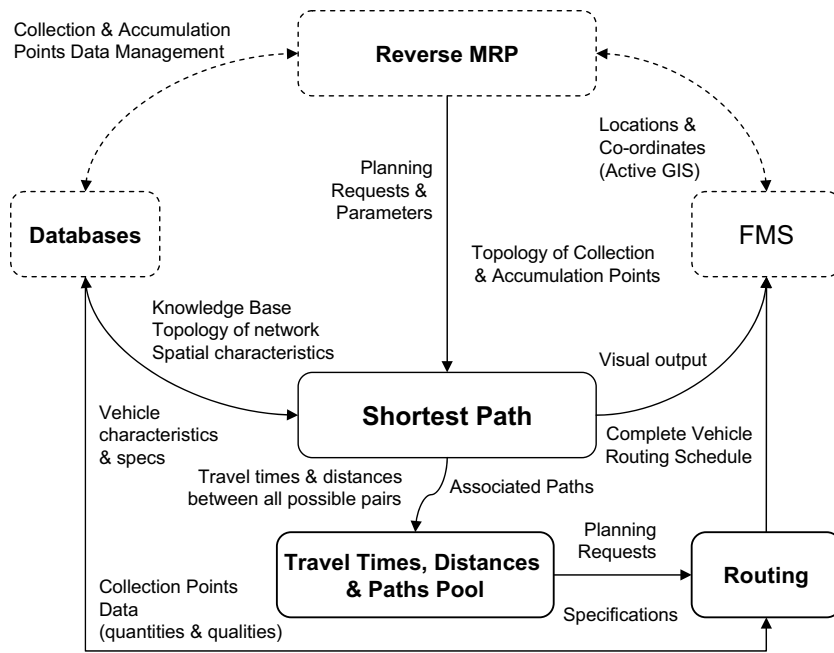 Collection & Accumulation
Points Data Management
Reverse MRP
Locations &
Co-ordinates
(Active GIS)
Planning
Requests &
Parameters
Databases
FMS
Topology of Collection
& Accumulation Points
Knowledge Base
Topology of network
Spatial characteristics
Visual output
Shortest Path
Vehicle
characteristics
& specs
Complete Vehicle
Routing Schedule
Travel times & distances
between all possible pairs
Associated Paths
Planning
Requests
Travel Times, Distances
& Paths Pool
Routing
Collection Points
Data
(quantities & qualities)
Specifications